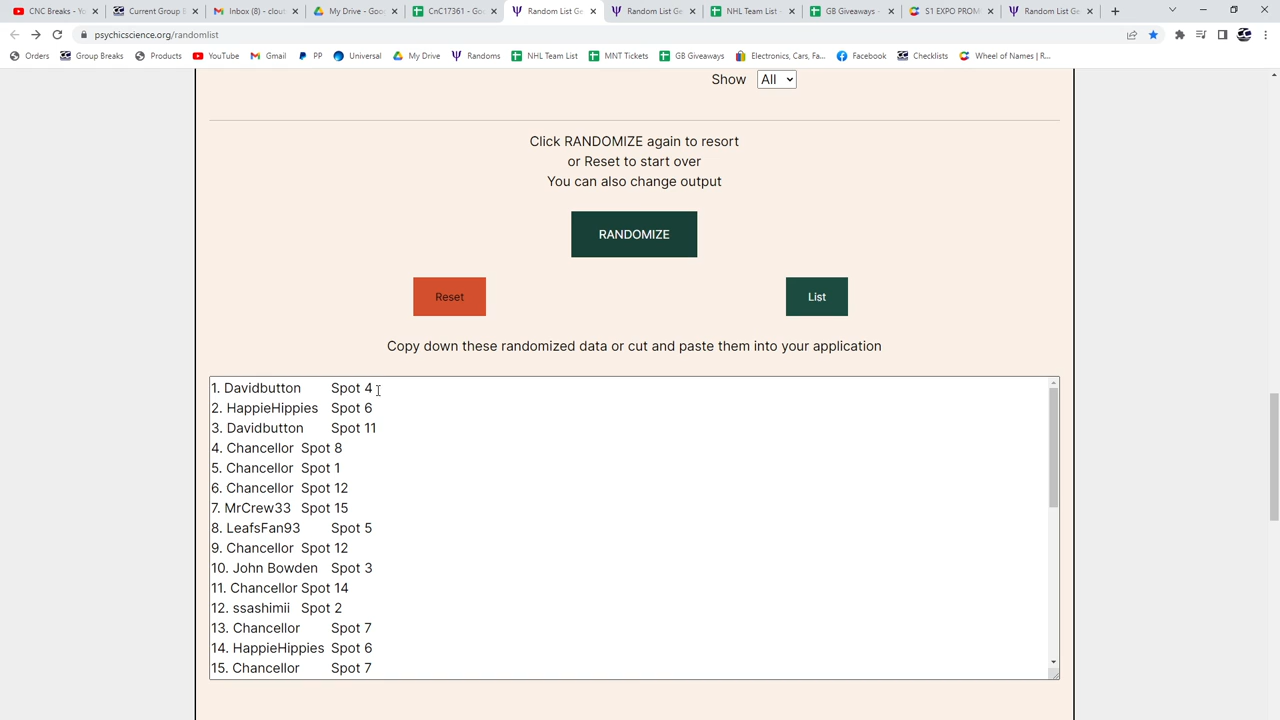 CNC Breaks - Yo
Current Group B
Inbox (8) - clout
My Drive - Goog
CnC17361 - Goo
Random List Ge
Random List Ge
NHL Team List -
GB Giveaways -
S1 EXPO PROM
Random List Ge
psychicscience.org/randomlist
Orders
Group Breaks
Products
YouTube
Gmail
PP
Universal
My Drive
Randoms
NHL Team List
MNT Tickets
GB Giveaways
Electronics, Cars, Fa...
Facebook
Checklists
Wheel of Names | R...
Show All
Click RANDOMIZE again to resort
or Reset to start over
You can also change output
RANDOMIZE
Reset
List
Copy down these randomized data or cut and paste them into your application
1. Davidbutton Spot 4
2. HappieHippies Spot 6
3. Davidbutton Spot 11
4. Chancellor Spot 8
5. Chancellor Spot 1
6. Chancellor Spot 12
7. MrCrew33 Spot 15
8. LeafsFan93 Spot 5
9. Chancellor Spot 12
10. John Bowden Spot 3
11. Chancellor Spot 14
12. ssashimii Spot 2
13. Chancellor Spot 7
14. HappieHippies Spot 6
15. Chancellor Spot 7